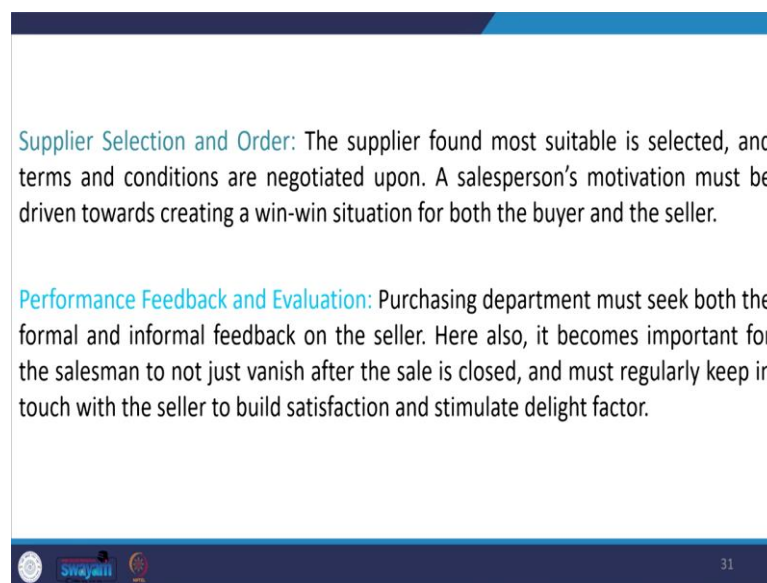 Supplier Selection and Order: The supplier found most suitable is selected, and
terms and conditions are negotiated upon. A salesperson's motivation must be
driven towards creating a win-win situation for both the buyer and the seller.
Performance Feedback and Evaluation: Purchasing department must seek both the
formal and informal feedback on the seller. Here also, it becomes important for
the salesman to not just vanish after the sale is closed, and must regularly keep in
touch with the seller to build satisfaction and stimulate delight factor.
swayam
31